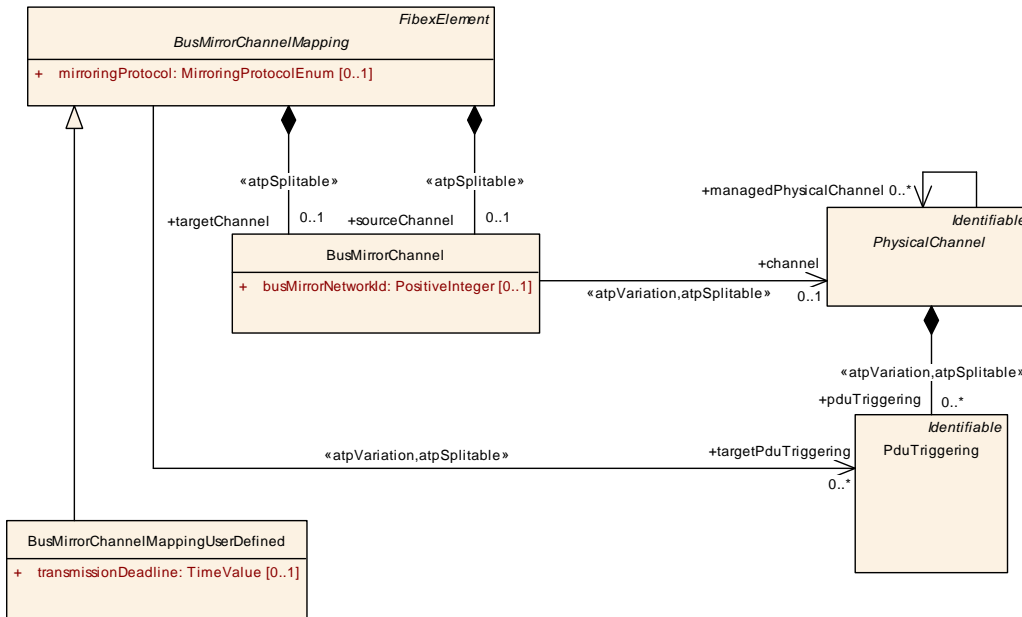 FibexElement
BusMirrorChannelMapping
+ mirroringProtocol: MirroringProtocolEnum [0..1]
«atpSplitable»
«atpSplitable»
+targetChannel
0..1
+sourceChannel
0..1
BusMirrorChannel
+ busMirrorNetworkId: PositiveInteger [0..1]
+managedPhysicalChannel 0..*
Identifiable
PhysicalChannel
+channel
«atpVariation,atpSplitable»
0..1
«atpVariation,atpSplitable»
+pduTriggering
0..*
Identifiable
PduTriggering
«atpVariation,atpSplitable»
+targetPduTriggering
0..*
BusMirrorChannelMappingUserDefined
+ transmissionDeadline: TimeValue [0..1]